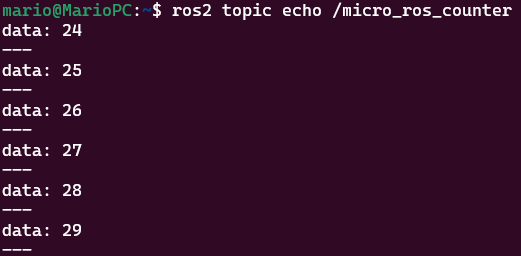 mario@MarioPC:~$ ros2 topic echo /micro_ros_counter
data: 24
---
data: 25
---
data: 26
---
data: 27
---
data: 28
---
data: 29
---